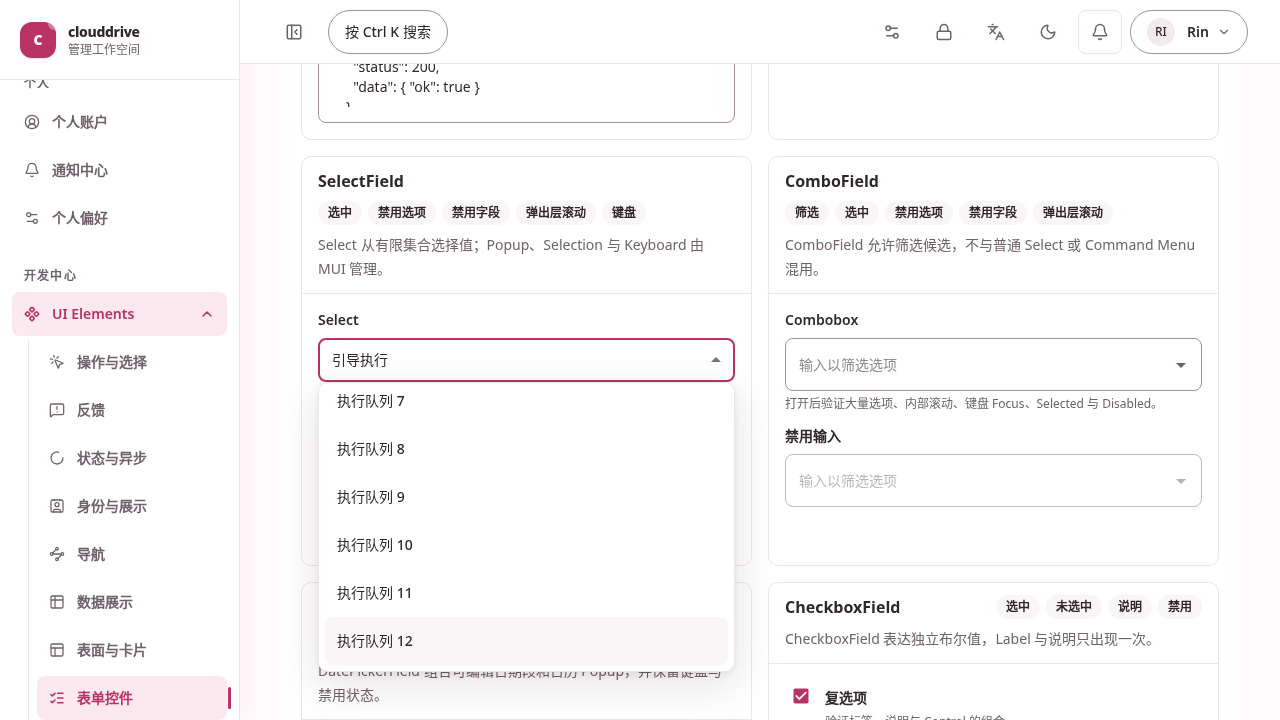 c
clouddrive
管理工作空间
个人
个人账户
通知中心
个人偏好
开发中心
UI Elements
操作与选择
反馈
状态与异步
身份与展示
导航
数据展示
表面与卡片
表单控件
按 Ctrl K 搜索
RI
Rin
"status": 200,
"data": { "ok": true }
}
SelectField
选中
禁用选项
禁用字段
弹出层滚动
键盘
Select 从有限集合选择值；Popup、Selection 与 Keyboard 由
MUI 管理。
Select
引导执行
执行队列 7
执行队列 8
执行队列 9
执行队列 10
执行队列 11
执行队列 12
DatePickerField 组合可编辑日期段和日历 Popup，并保留键盘与
禁用状态。
ComboField
筛选
选中
禁用选项
禁用字段
弹出层滚动
ComboField 允许筛选候选，不与普通 Select 或 Command Menu
混用。
Combobox
输入以筛选选项
打开后验证大量选项、内部滚动、键盘 Focus、Selected 与 Disabled。
禁用输入
输入以筛选选项
CheckboxField
选中
未选中
说明
禁用
CheckboxField 表达独立布尔值，Label 与说明只出现一次。
复选项
验证标签、说明与 Control 的组合。